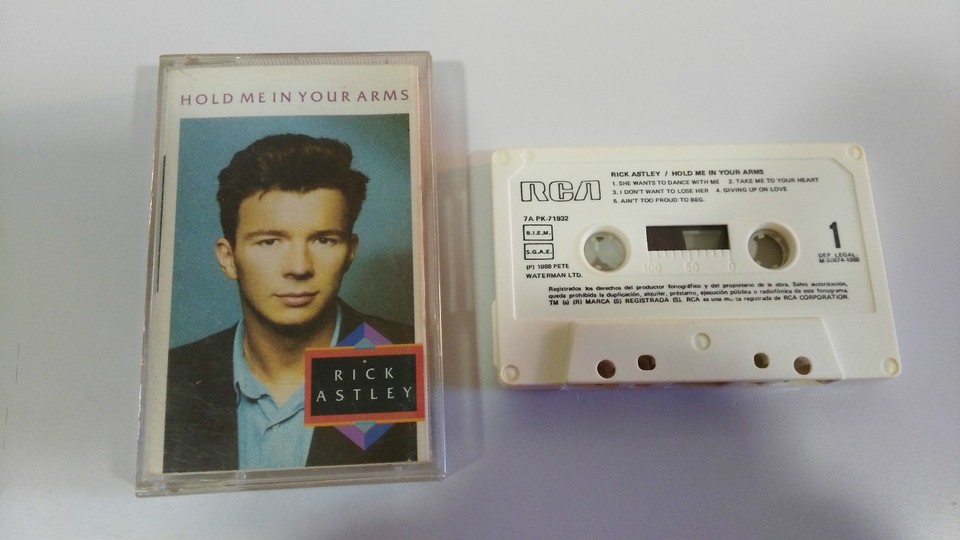 HOLD ME IN YOUR ARMS
RICK
ASTLEY
RCA
RICK ASTLEY / HOLD ME IN YOUR ARMS
1. SHE WANTS TO DANCE WITH ME 2. TAKE ME TO YOUR HEART
3. I DON'T WANT TO LOSE HER 4. GIVING UP ON LOVE
5. AIN'T TOO PROUD TO BEG.
7A PK-71932
B.I.E.M.
S.G.A.E.
(P) 1988 PETE
WATERMAN LTD.
100 50 0
1
DEP. LEGAL:
Registrados los derechos del productor fonográfico y del propietario de la obra. Salvo autorización,
queda prohibida la duplicación, alquiler, préstamo, ejecución pública o radiofónica de este fonograma.
TM (s) (R) MARCA (S) REGISTRADA (S). RCA es una marca registrada de RCA CORPORATION.